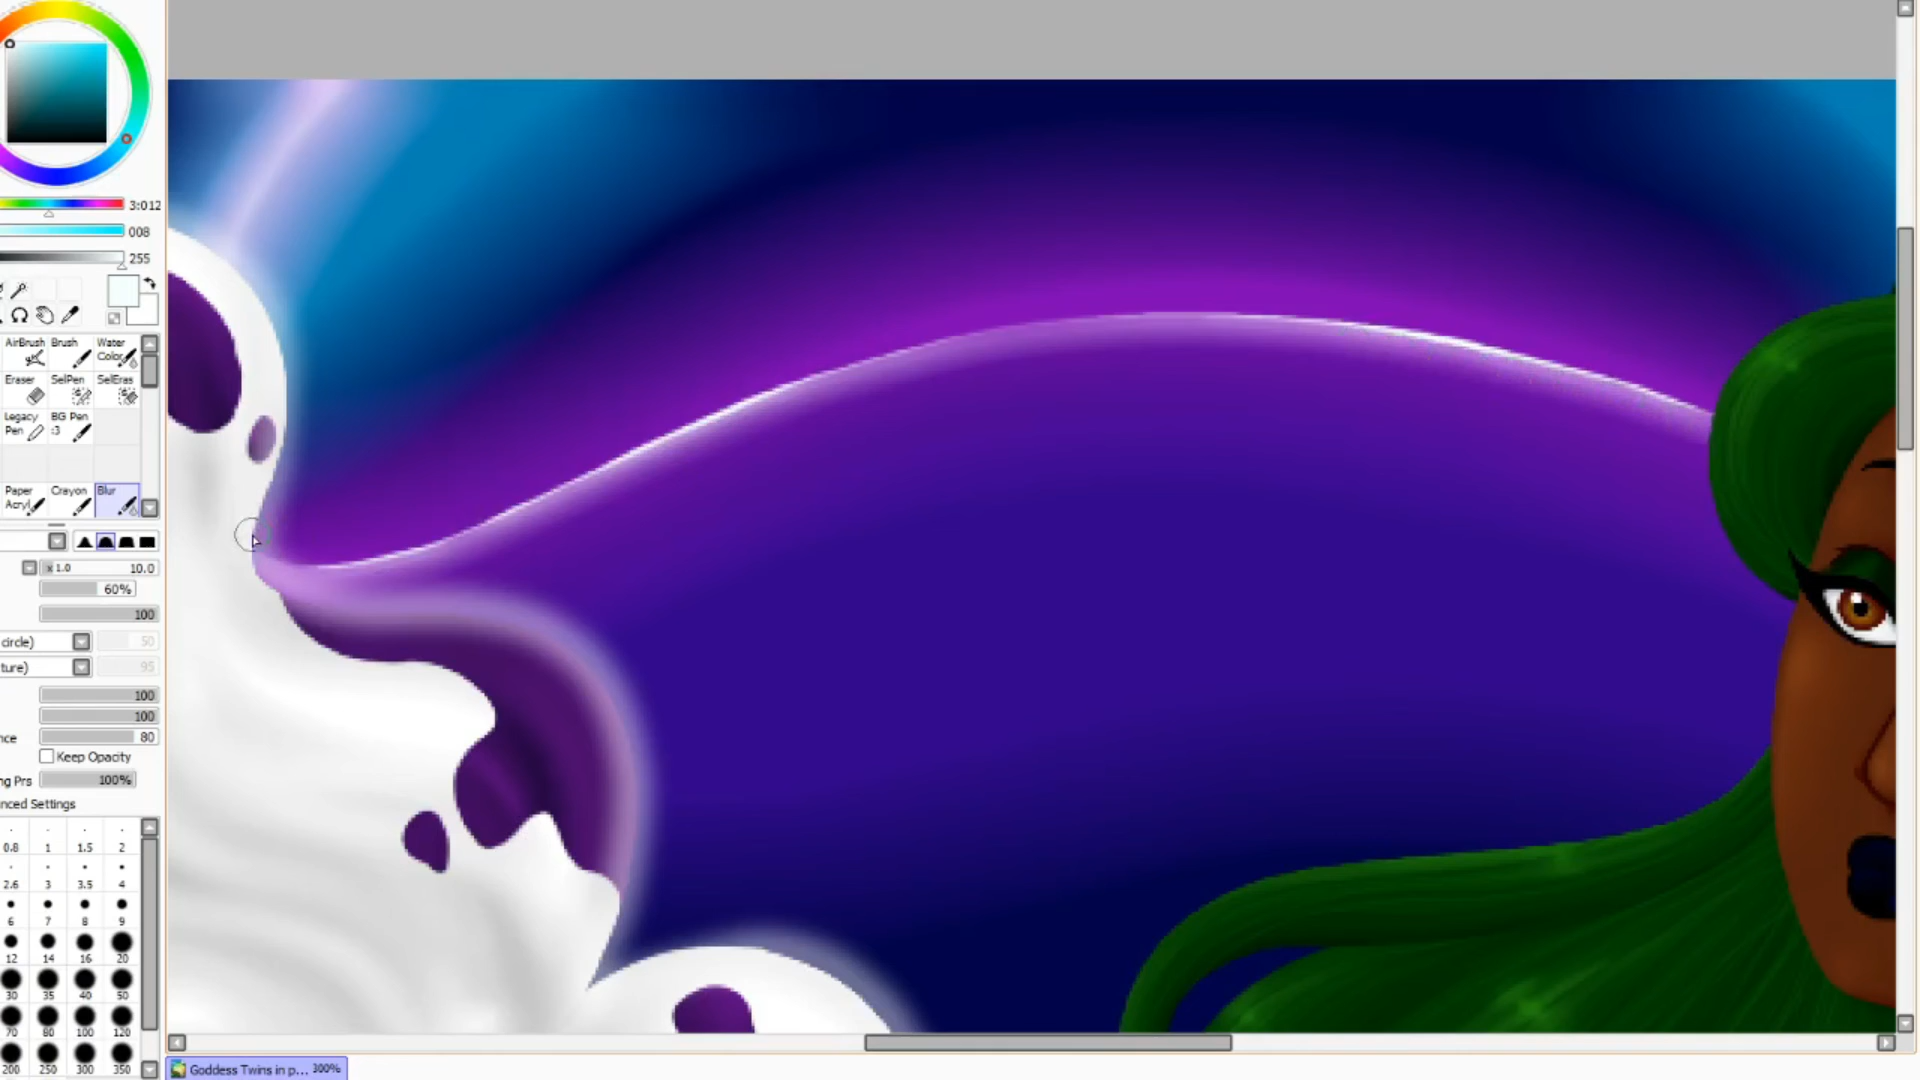 3:012
008
255
AirBrush Brush Water
Color
Eraser SelPen SelEras
Legacy BG Pen
Pen :3
Paper Crayon Blur
Acryl
x 1.0 10.0
60%
100
circle) 50
ture) 95
100
100
nce 80
Keep Opacity
ng Prs 100%
nced Settings
0.8 1 1.5 2
2.6 3 3.5 4
6 7 8 9
12 14 16 20
30 35 40 50
70 80 100 120
200 250 300 350
Goddess Twins in p... 300%